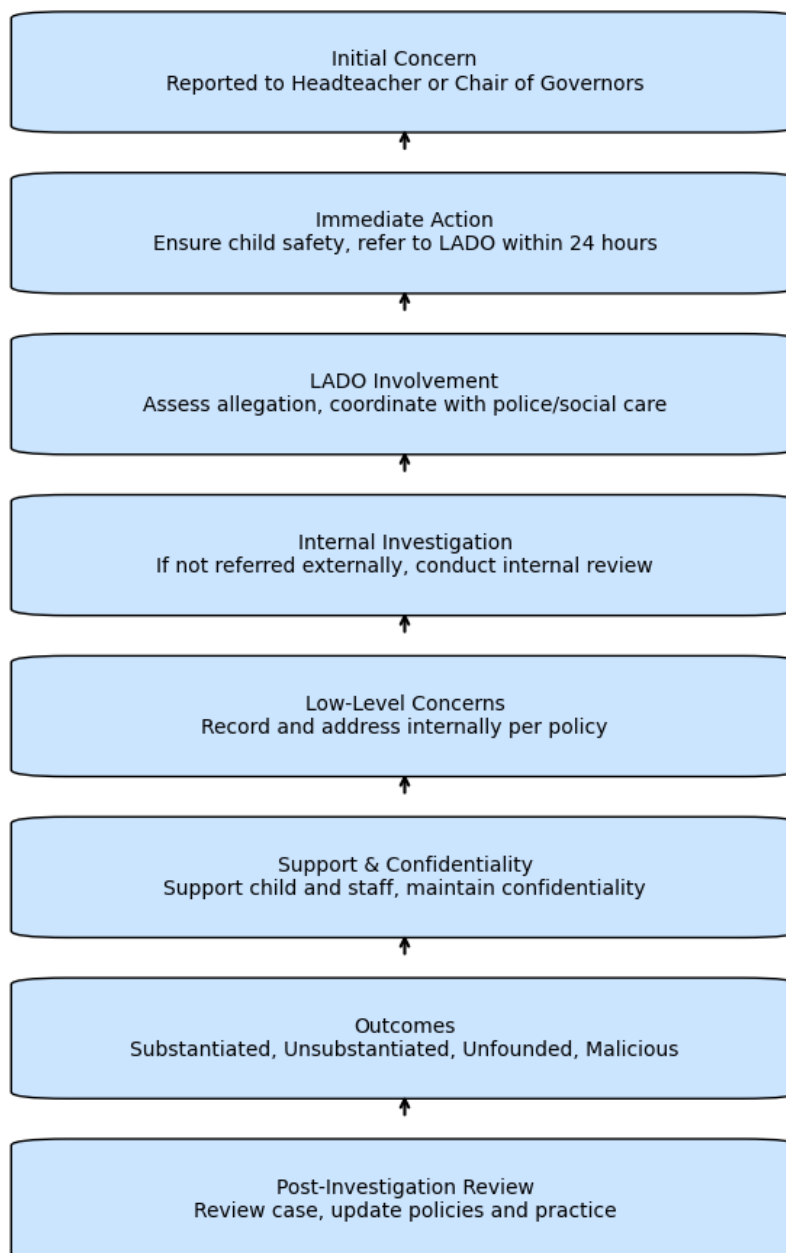 Initial Concern
Reported to Headteacher or Chair of Governors
Immediate Action
Ensure child safety, refer to LADO within 24 hours
LADO Involvement
Assess allegation, coordinate with police/social care
Internal Investigation
If not referred externally, conduct internal review
Low-Level Concerns
Record and address internally per policy
Support & Confidentiality
Support child and staff, maintain confidentiality
Outcomes
Substantiated, Unsubstantiated, Unfounded, Malicious
Post-Investigation Review
Review case, update policies and practice